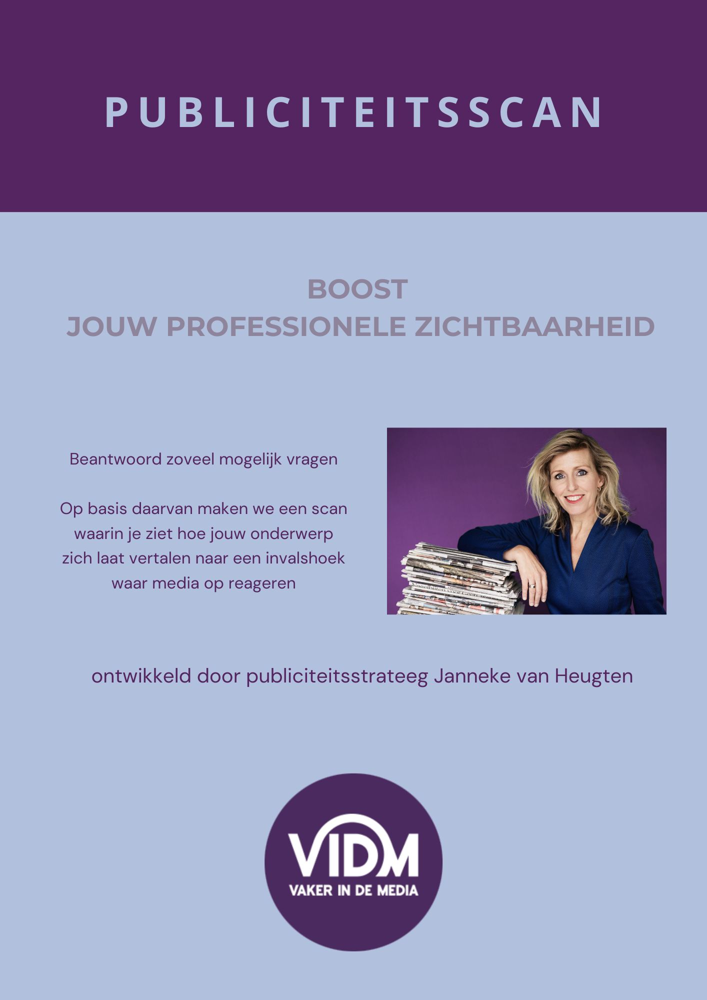 PUBLICITEITSSCAN
BOOST
JOUW PROFESSIONELE ZICHTBAARHEID
Beantwoord zoveel mogelijk vragen
Op basis daarvan maken we een scan
waarin je ziet hoe jouw onderwerp
zich laat vertalen naar een invalshoek
waar media op reageren
ontwikkeld door publiciteitsstrateeg Janneke van Heugten
VIDM
VAKER IN DE MEDIA